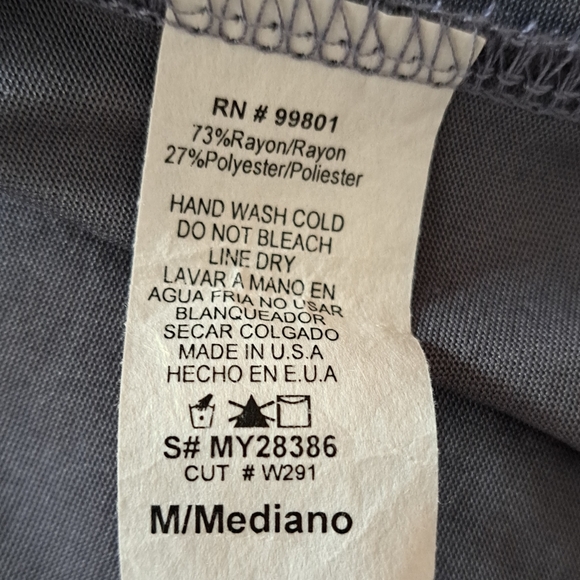 RN # 99801
73%Rayon/Rayon
27%Polyester/Poliester
HAND WASH COLD
DO NOT BLEACH
LINE DRY
LAVAR A MANO EN
AGUA FRIA NO USAR
BLANQUEADOR
SECAR COLGADO
MADE IN U.S.A
HECHO EN E.U.A
S# MY28386
CUT # W291
M/Mediano